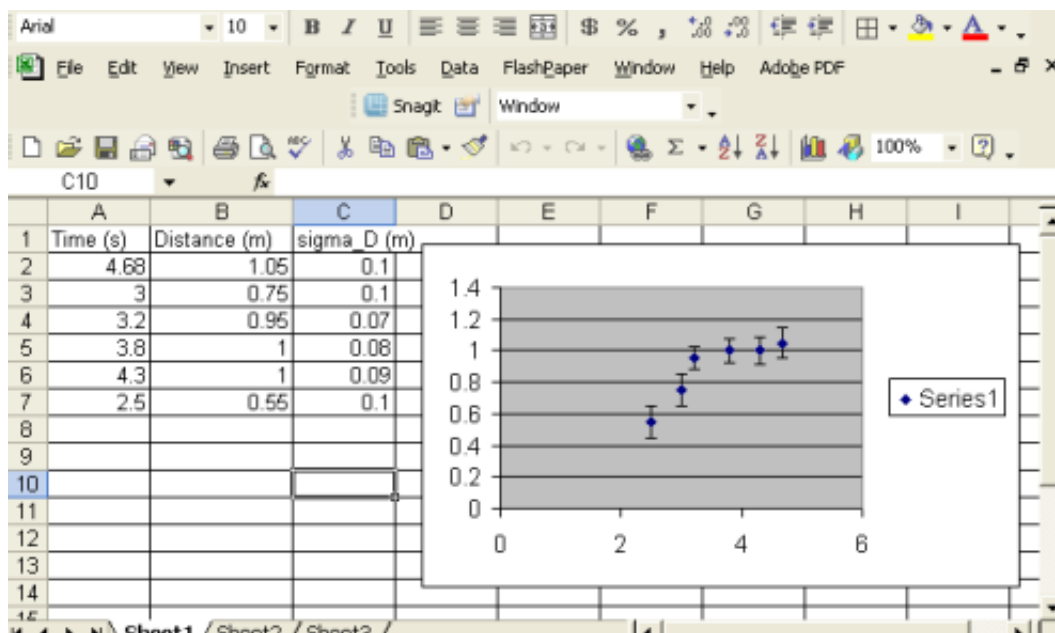 Arial 10 B I U $ % ,
File Edit View Insert Format Tools Data FlashPaper Window Help Adobe PDF
Snagit Window
100%
C10 fx
A B C D E F G H I
1 Time (s) Distance (m) sigma_D (m)
2 4.68 1.05 0.1
3 3 0.75 0.1
4 3.2 0.95 0.07
5 3.8 1 0.08
6 4.3 1 0.09
7 2.5 0.55 0.1
8
9
10
11
12
13
14
15
1.4
1.2
1
0.8
0.6
0.4
0.2
0
0 2 4 6
Series1
Sheet1 / Sheet2 / Sheet3 /